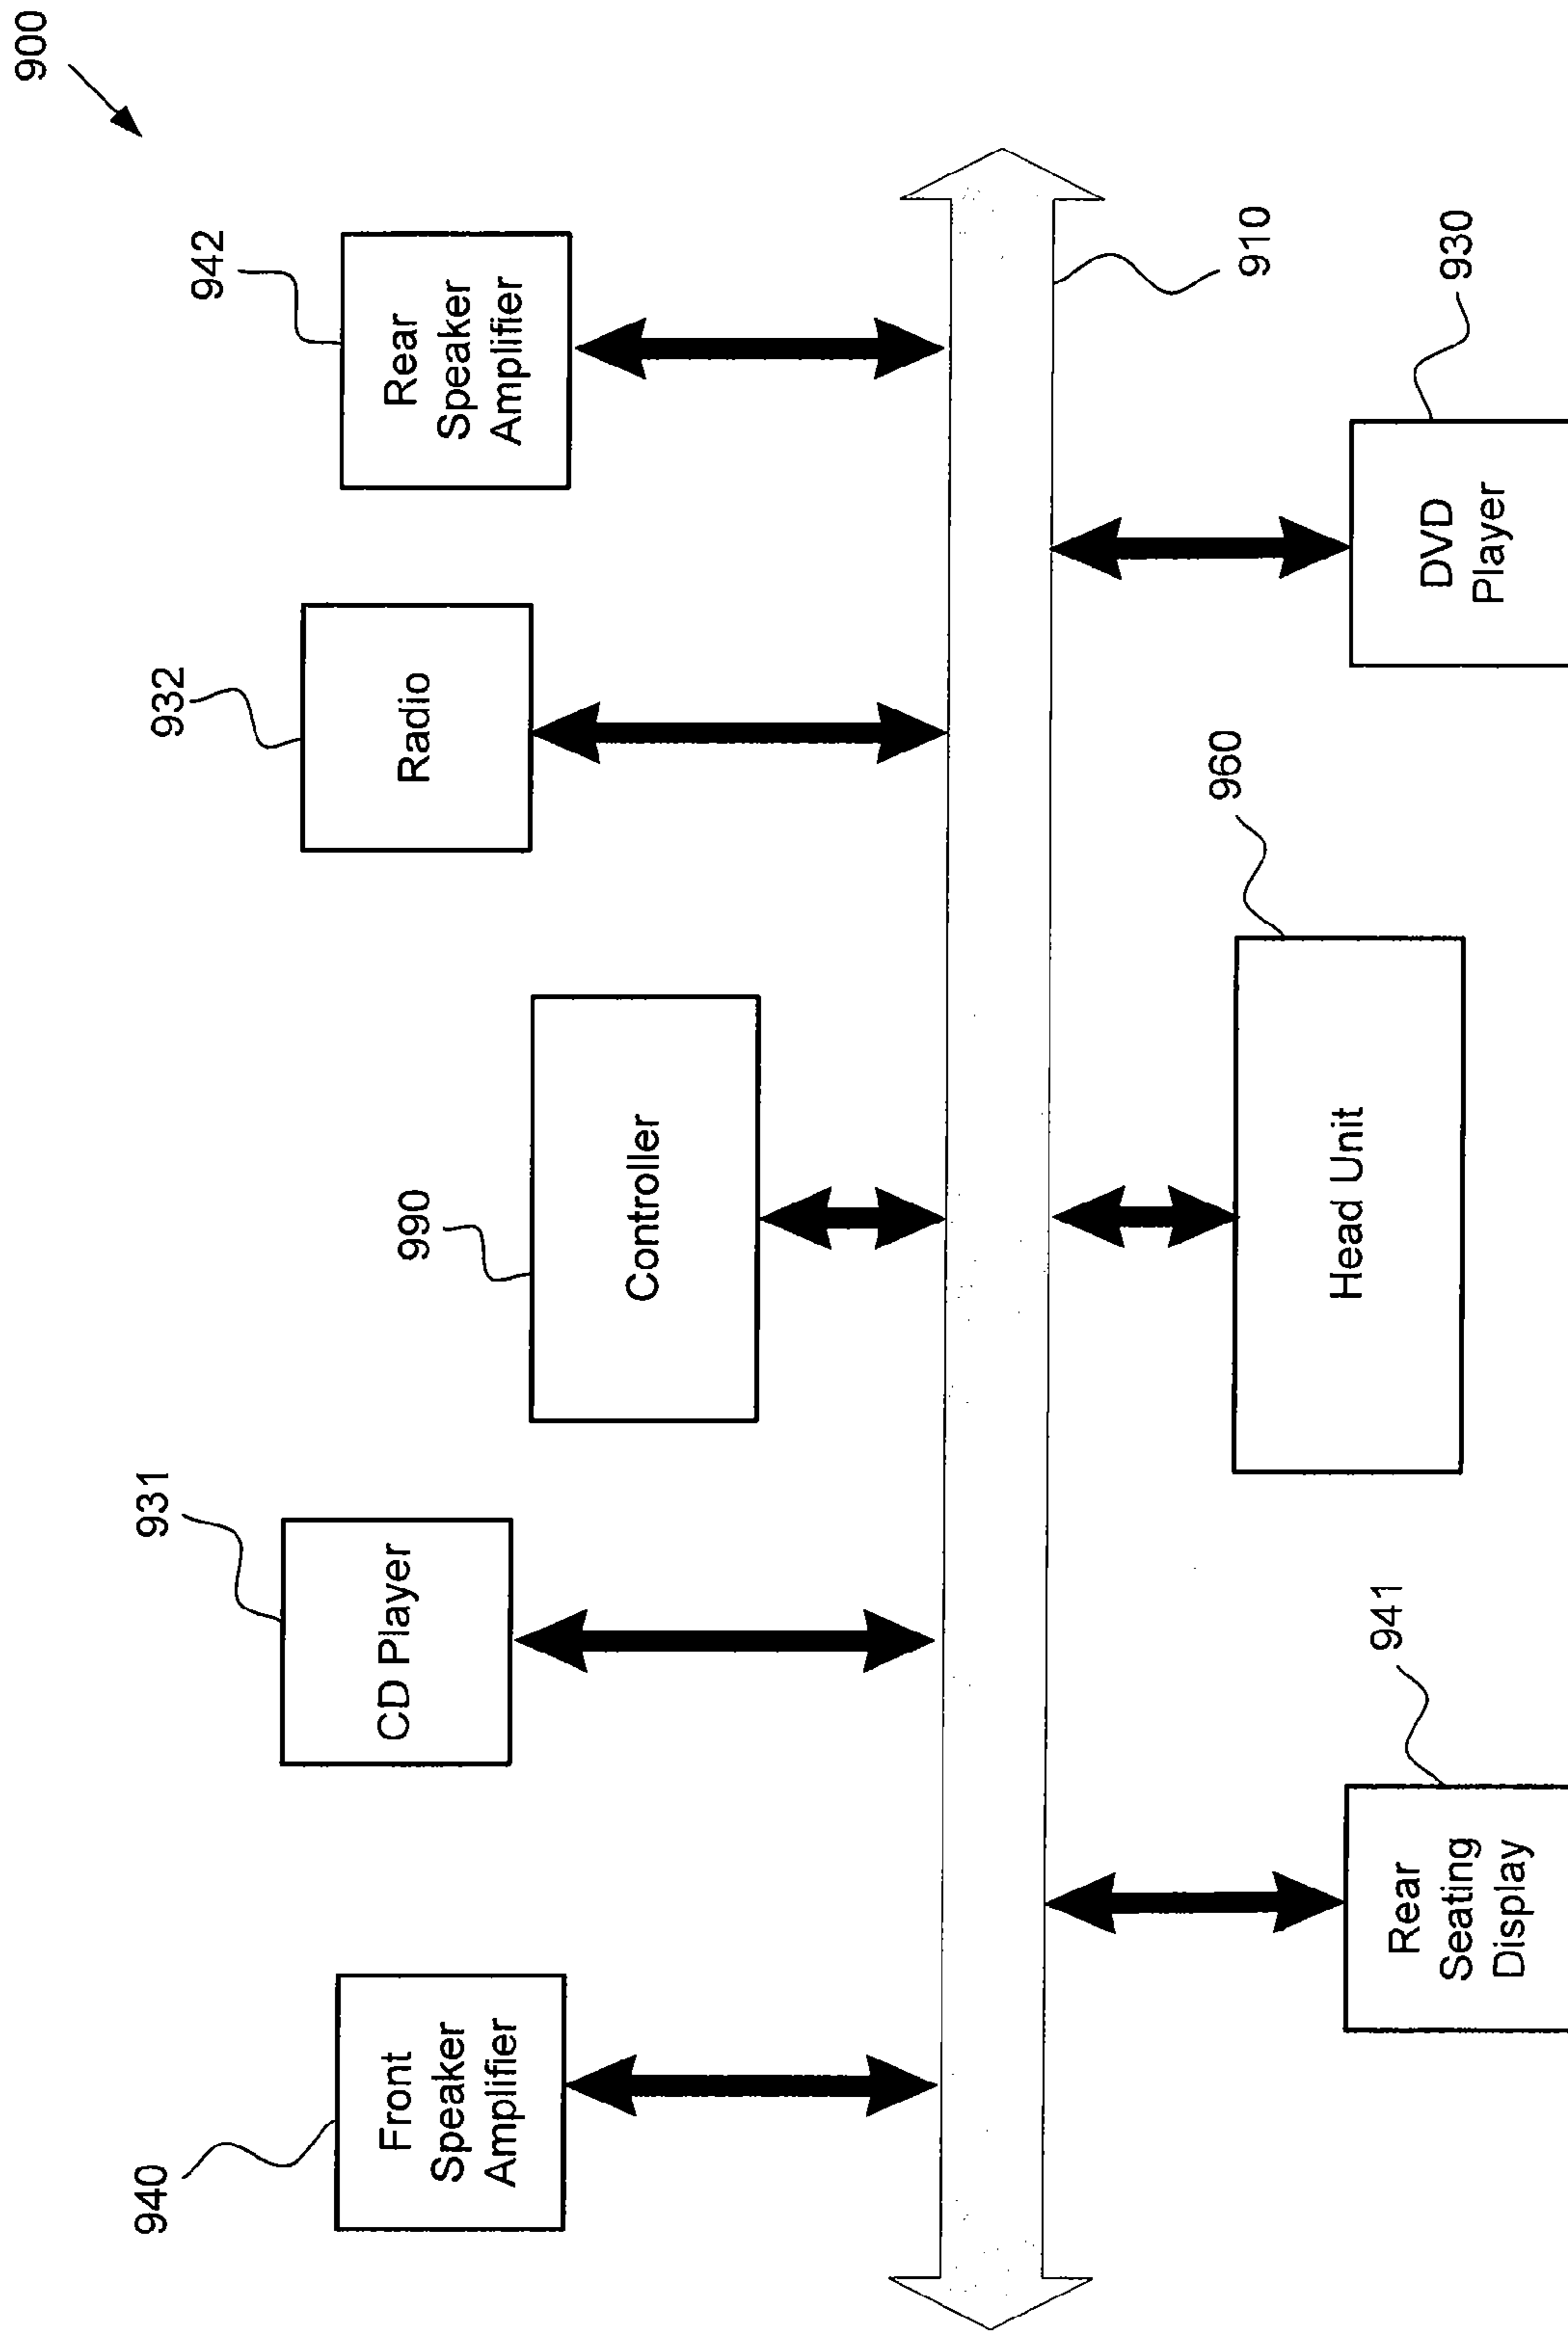 900
940
Front
Speaker
Amplifier
931
CD Player
990
Controller
932
Radio
942
Rear
Speaker
Amplifier
910
941
Rear
Seating
Display
960
Head Unit
930
DVD
Player